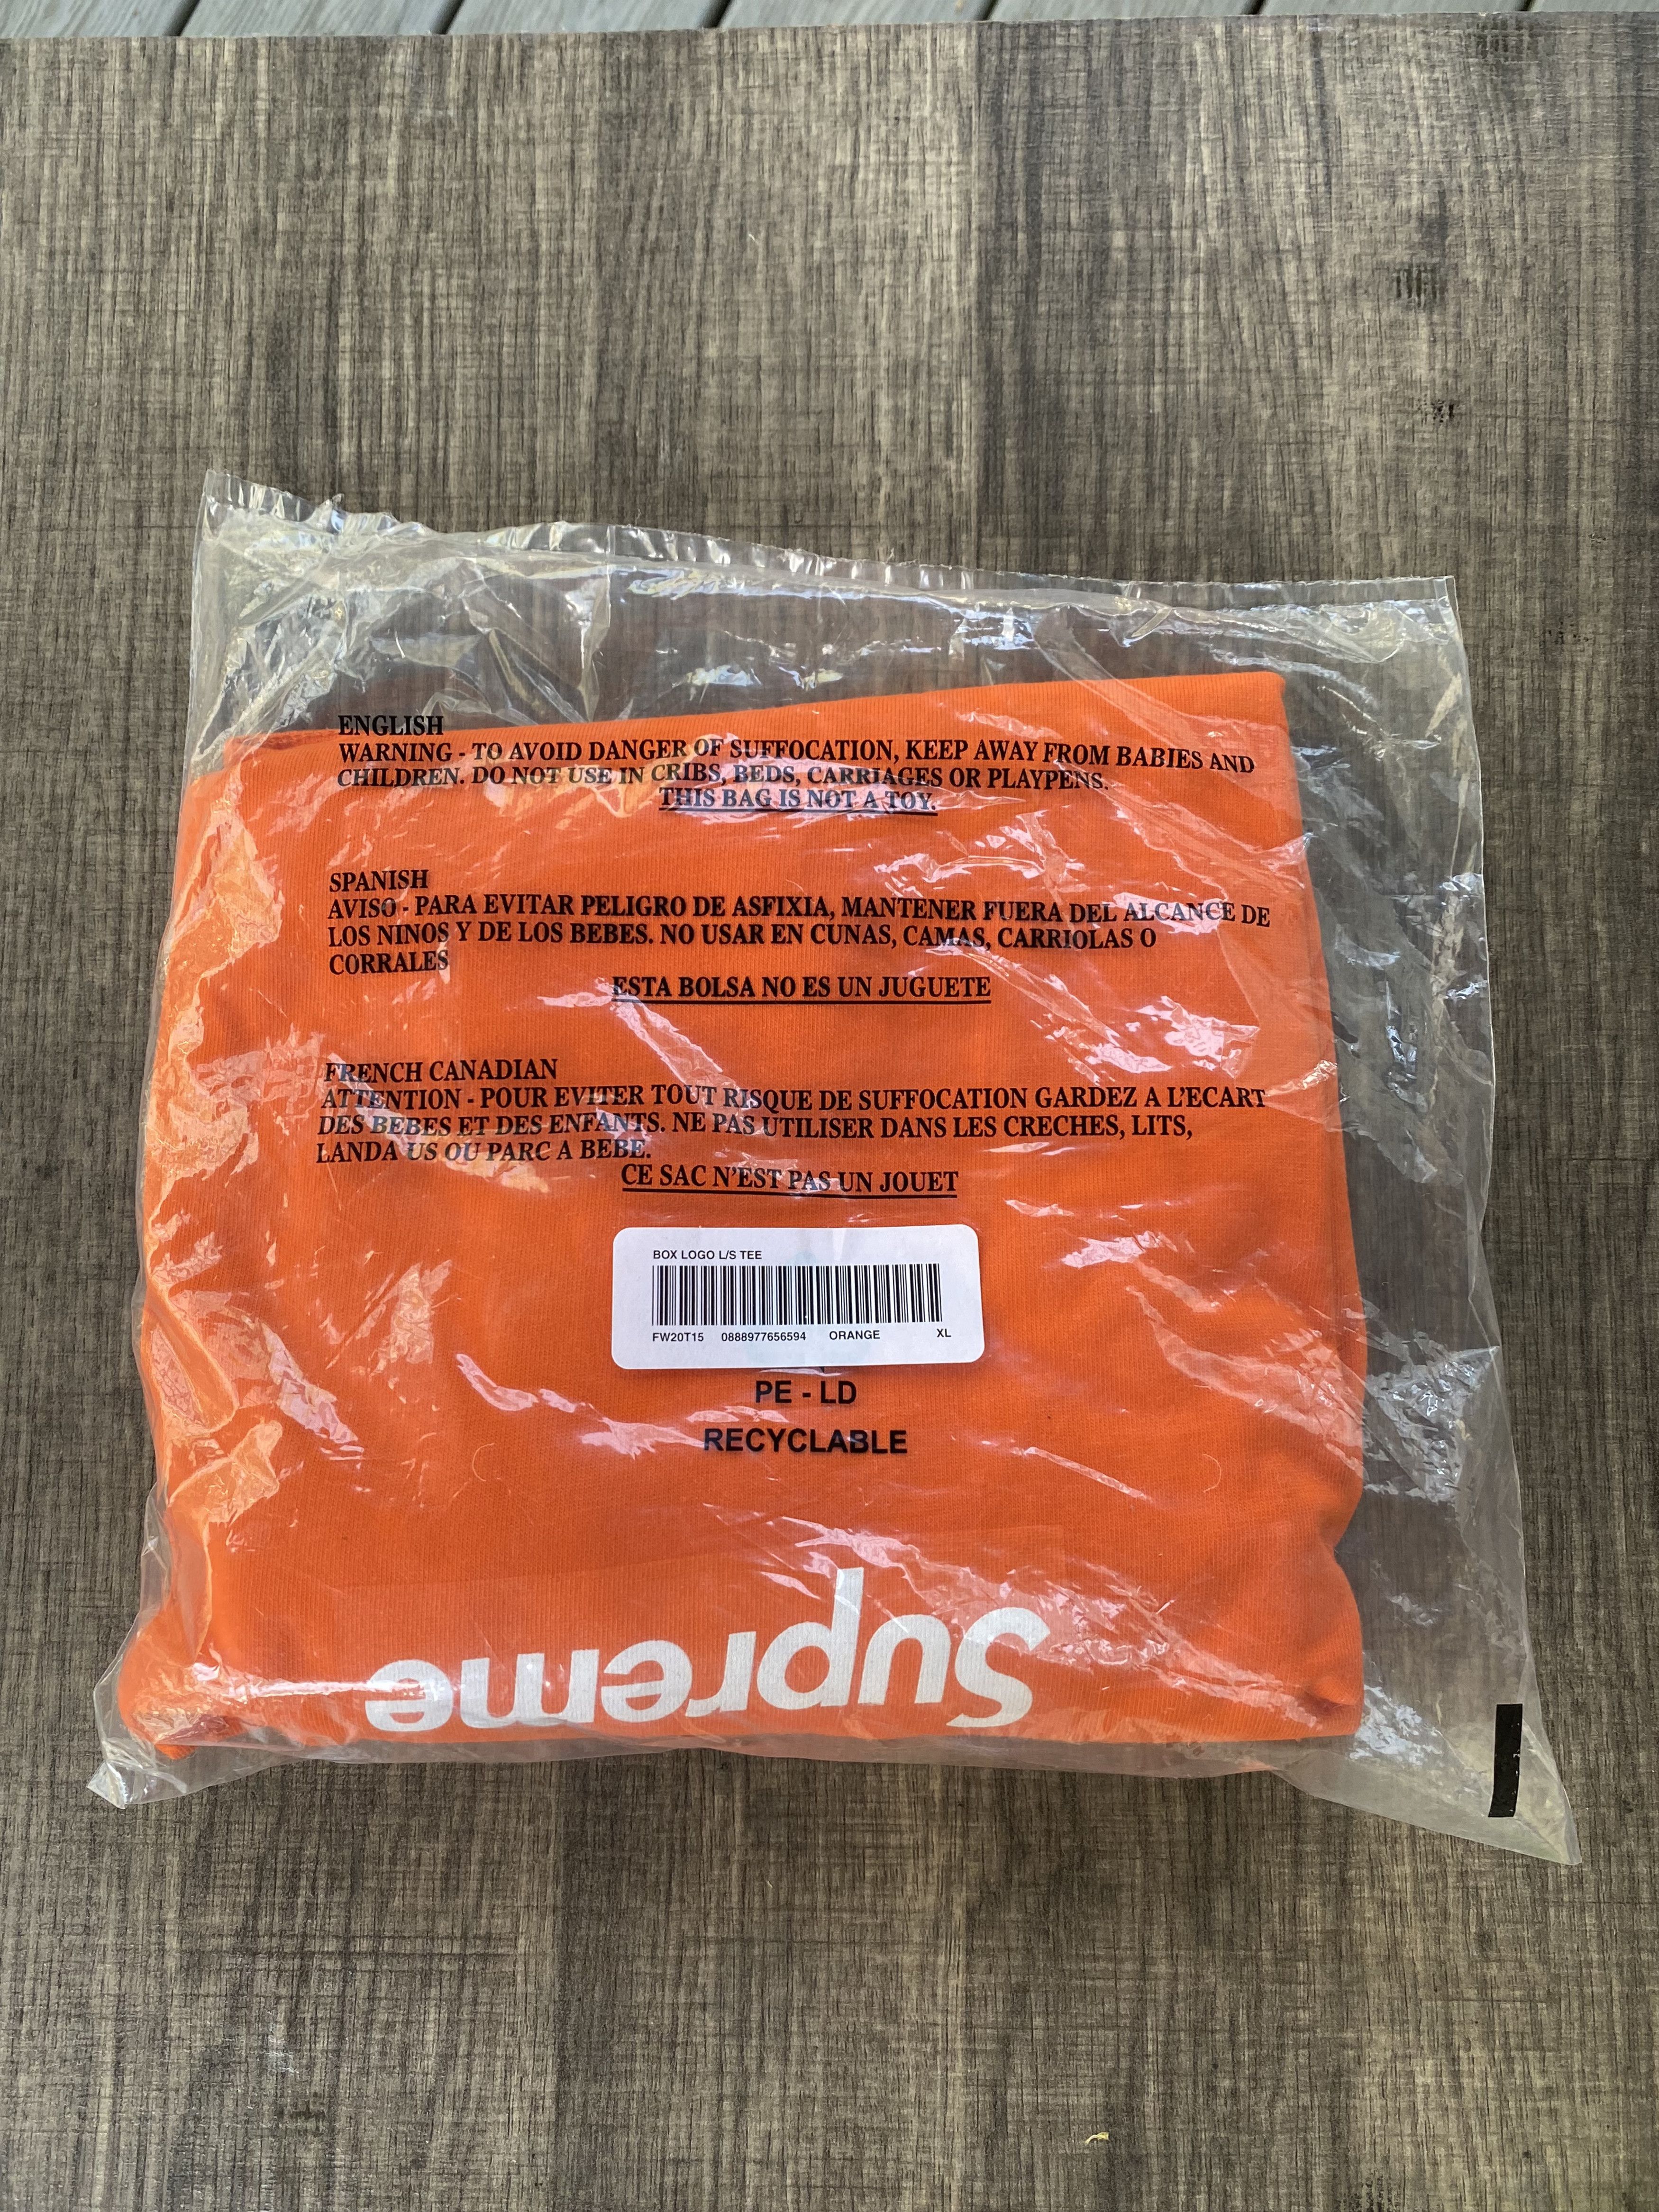 ENGLISH
WARNING - TO AVOID DANGER OF SUFFOCATION, KEEP AWAY FROM BABIES AND
CHILDREN. DO NOT USE IN CRIBS, BEDS, CARRIAGES OR PLAYPENS.
THIS BAG IS NOT A TOY.
SPANISH
AVISO - PARA EVITAR PELIGRO DE ASFIXIA, MANTENER FUERA DEL ALCANCE DE
LOS NINOS Y DE LOS BEBES. NO USAR EN CUNAS, CAMAS, CARRIOLAS O
CORRALES
ESTA BOLSA NO ES UN JUGUETE
FRENCH CANADIAN
ATTENTION - POUR EVITER TOUT RISQUE DE SUFFOCATION GARDEZ A L'ECART
DES BEBES ET DES ENFANTS. NE PAS UTILISER DANS LES CRECHES, LITS,
LANDA US OU PARC A BEBE.
CE SAC N'EST PAS UN JOUET
BOX LOGO L/S TEE
FW20T15 0888977656594 ORANGE XL
PE - LD
RECYCLABLE
Supreme